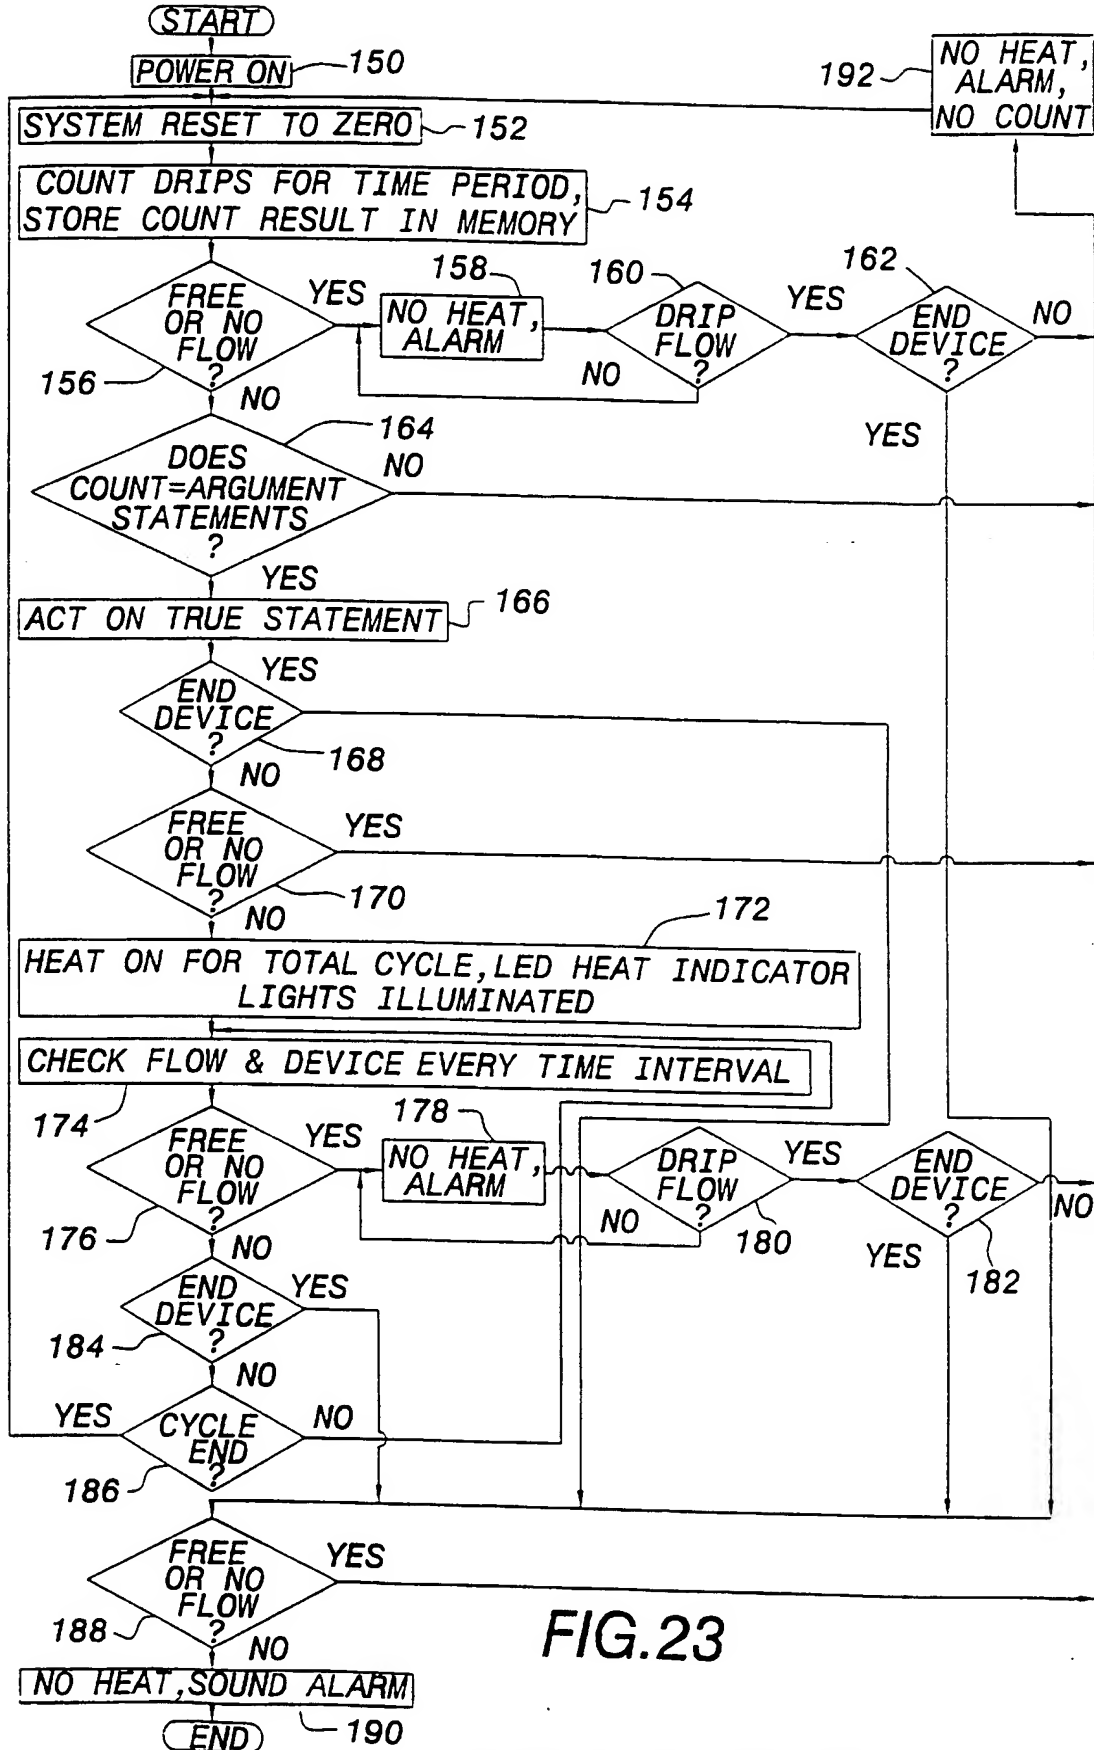 START
POWER ON
150
SYSTEM RESET TO ZERO
152
192
NO HEAT,
ALARM,
NO COUNT
COUNT DRIPS FOR TIME PERIOD,
STORE COUNT RESULT IN MEMORY
154
FREE
OR NO
FLOW
?
156
YES
NO
158
NO HEAT,
ALARM
160
DRIP
FLOW
?
YES
NO
162
END
DEVICE
?
NO
YES
164
DOES
COUNT=ARGUMENT
STATEMENTS
?
NO
YES
ACT ON TRUE STATEMENT
166
END
DEVICE
?
YES
168
NO
FREE
OR NO
FLOW
?
YES
170
NO
172
HEAT ON FOR TOTAL CYCLE, LED HEAT INDICATOR
LIGHTS ILLUMINATED
CHECK FLOW & DEVICE EVERY TIME INTERVAL
174
FREE
OR NO
FLOW
?
176
YES
NO
178
NO HEAT,
ALARM
DRIP
FLOW
?
YES
NO
180
END
DEVICE
?
NO
YES
182
END
DEVICE
?
YES
184
NO
YES
CYCLE
END
?
NO
186
FREE
OR NO
FLOW
?
YES
188
NO
NO HEAT, SOUND ALARM
190
END
FIG.23